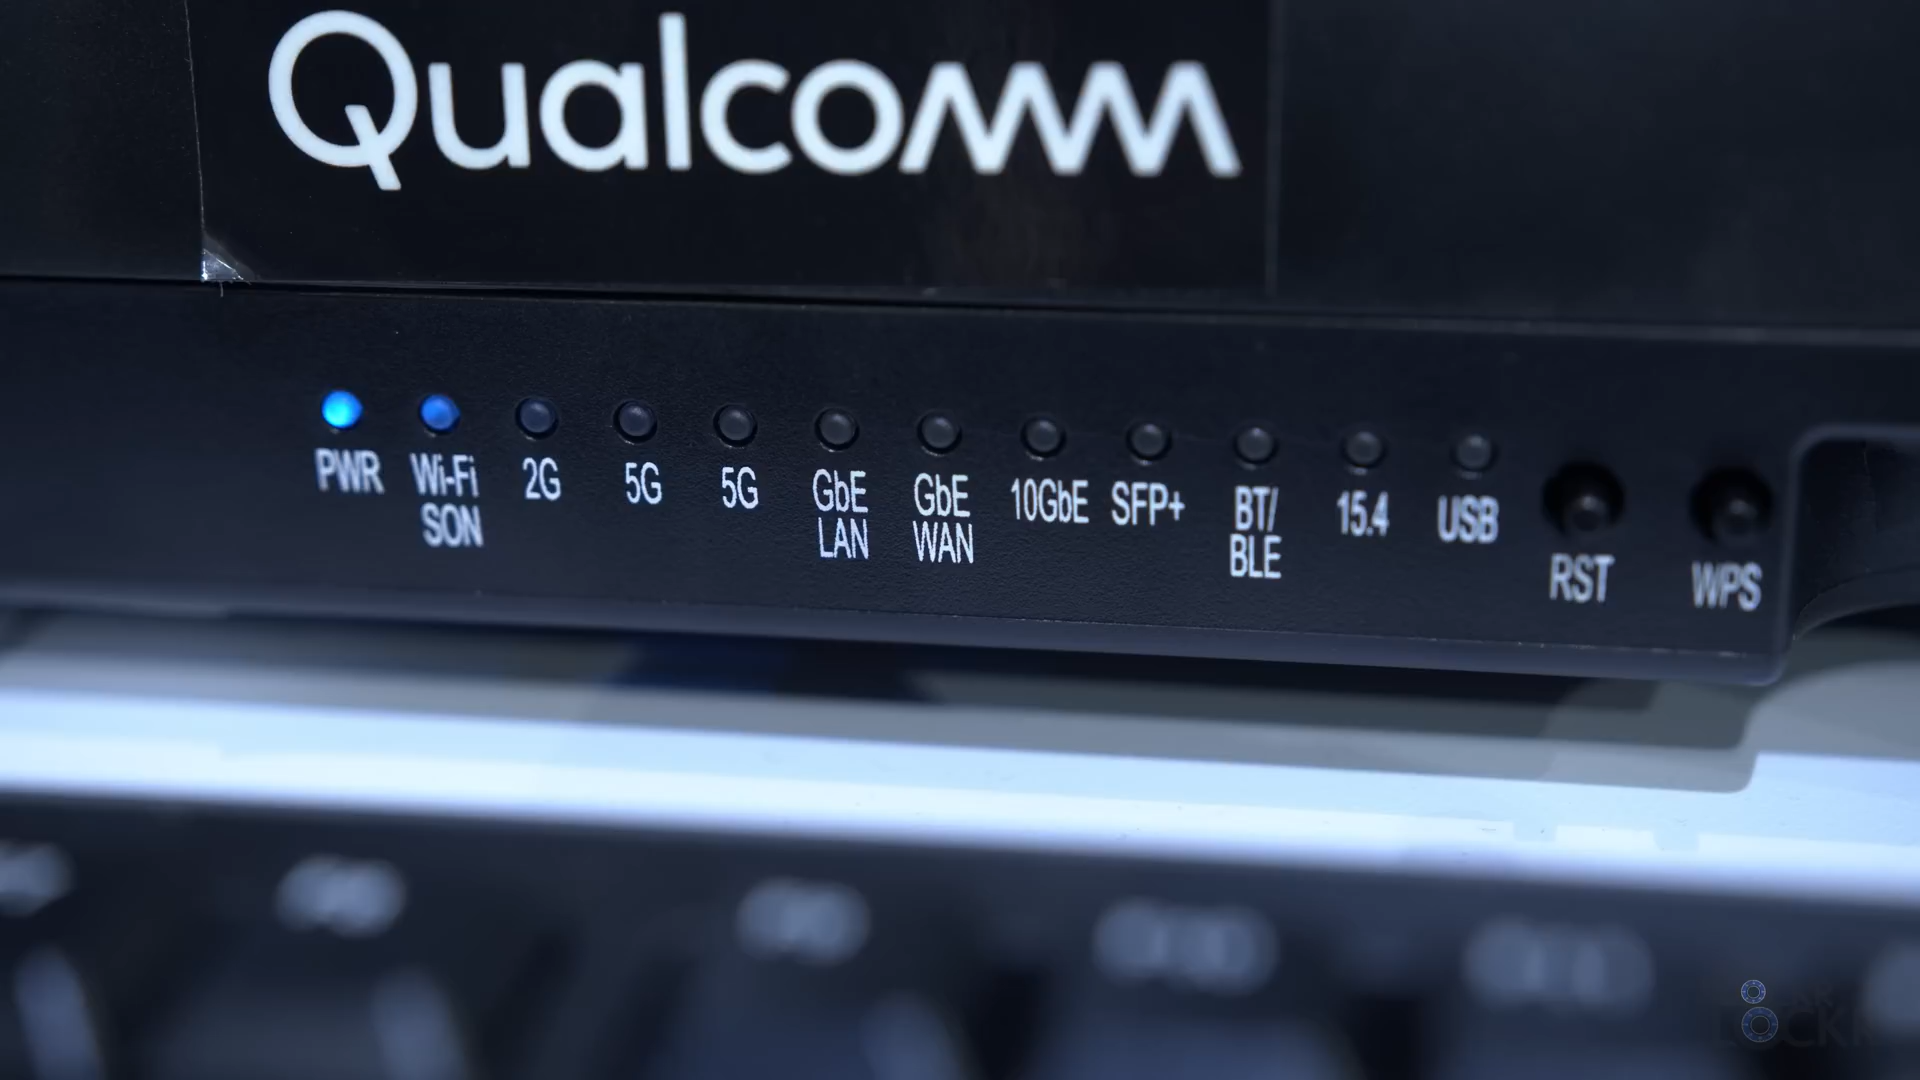 Qualcomm
PWR
Wi-Fi
SON
2G
5G
5G
GbE
LAN
GbE
WAN
10GbE
SFP+
BT/
BLE
15.4
USB
RST
WPS